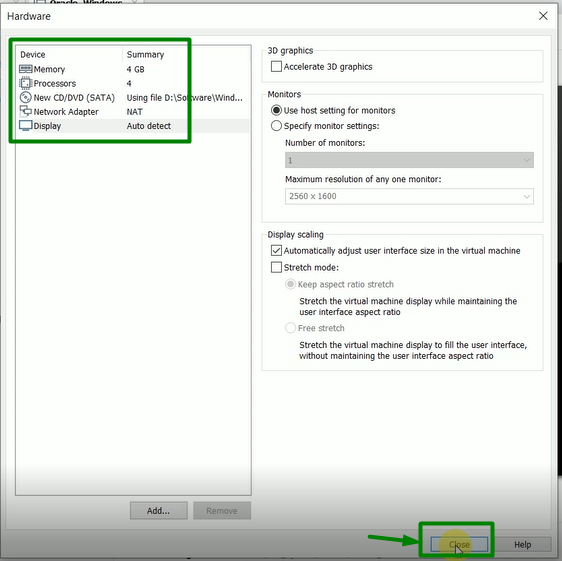 Oracle_Windows
Hardware
Device Summary
Memory 4 GB
Processors 4
New CD/DVD (SATA) Using file D:\Software\Wind...
Network Adapter NAT
Display Auto detect
Add...
Remove
3D graphics
Accelerate 3D graphics
Monitors
Use host setting for monitors
Specify monitor settings:
Number of monitors:
1
Maximum resolution of any one monitor:
2560 x 1600
Display scaling
Automatically adjust user interface size in the virtual machine
Stretch mode:
Keep aspect ratio stretch
Stretch the virtual machine display while maintaining the
user interface aspect ratio
Free stretch
Stretch the virtual machine display to fill the user interface,
without maintaining the user interface aspect ratio
Close
Help